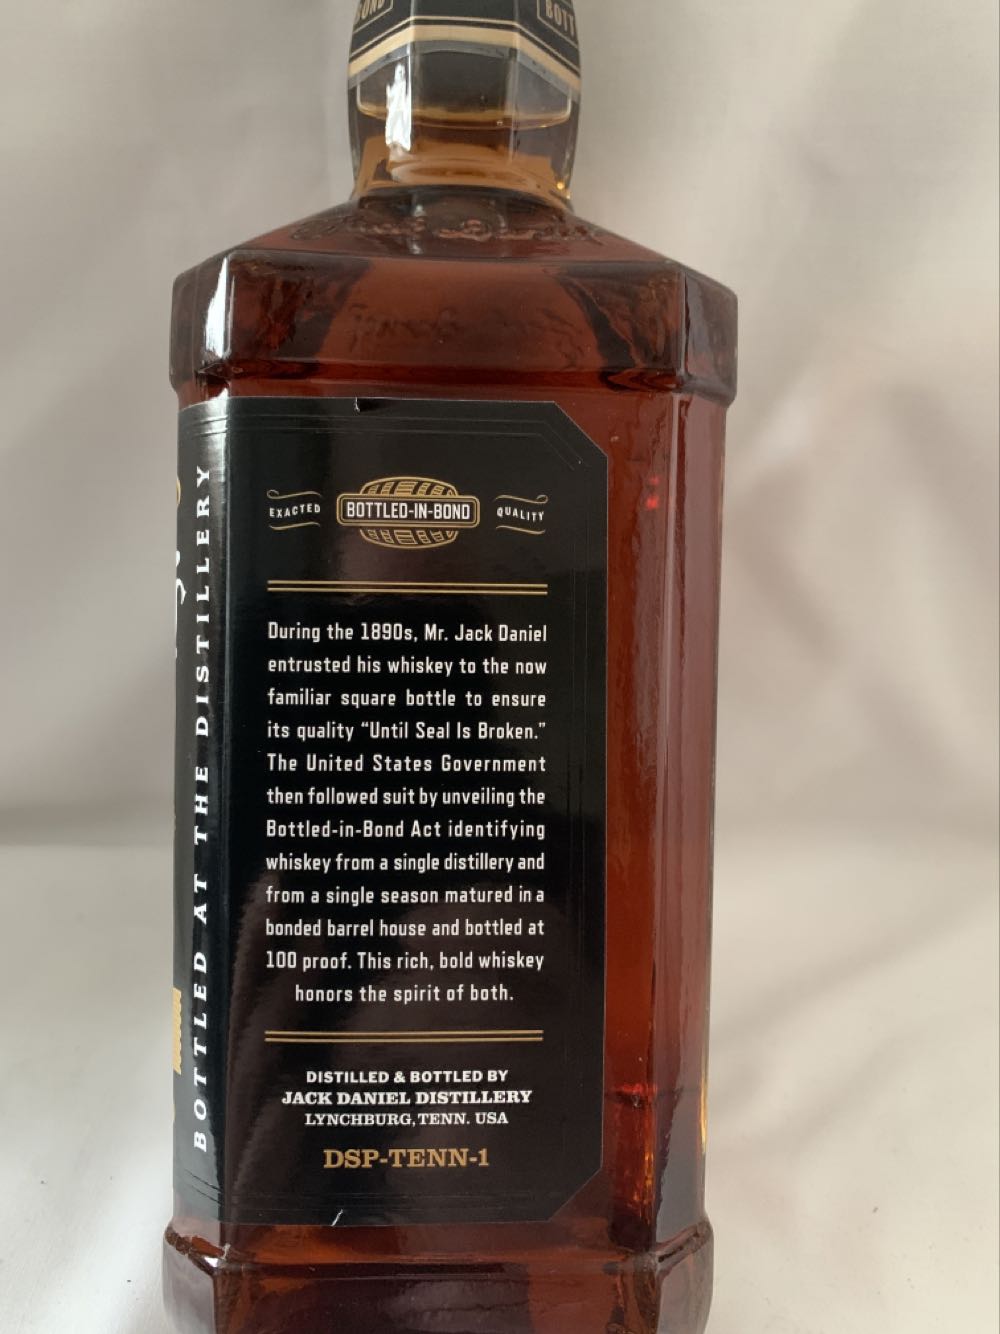 BOND
BOTT
EXACTED BOTTLED-IN-BOND QUALITY
During the 1890s, Mr. Jack Daniel
entrusted his whiskey to the now
familiar square bottle to ensure
its quality “Until Seal Is Broken.”
The United States Government
then followed suit by unveiling the
Bottled-in-Bond Act identifying
whiskey from a single distillery and
from a single season matured in a
bonded barrel house and bottled at
100 proof. This rich, bold whiskey
honors the spirit of both.
DISTILLED & BOTTLED BY
JACK DANIEL DISTILLERY
LYNCHBURG, TENN. USA
DSP-TENN-1
BOTTLED AT THE DISTILLERY